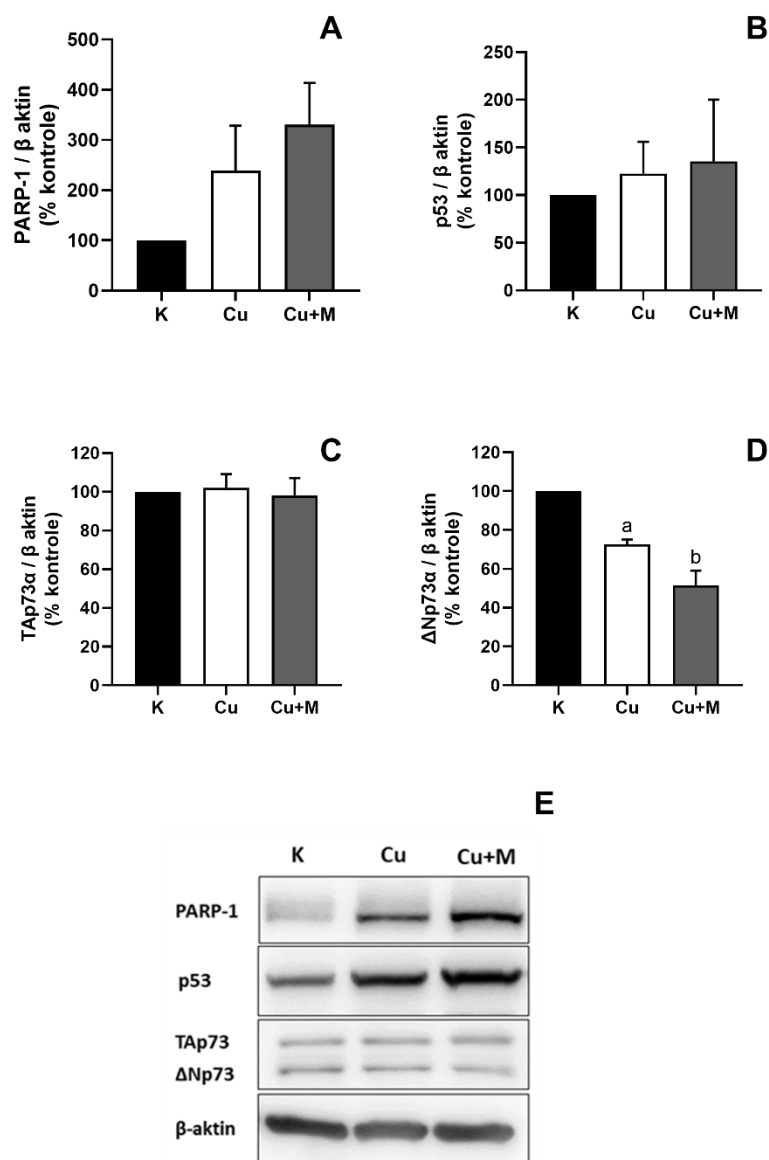 A
PARP-1 / β aktin
(% kontrole)
500
400
300
200
100
0
K Cu Cu+M
B
p53 / β aktin
(% kontrole)
250
200
150
100
50
0
K Cu Cu+M
C
TAp73α / β aktin
(% kontrole)
120
100
80
60
40
20
0
K Cu Cu+M
D
ΔNp73α / β aktin
(% kontrole)
120
100
80
60
40
20
0
a
b
K Cu Cu+M
E
K Cu Cu+M
PARP-1
p53
TAp73
ΔNp73
β-aktin